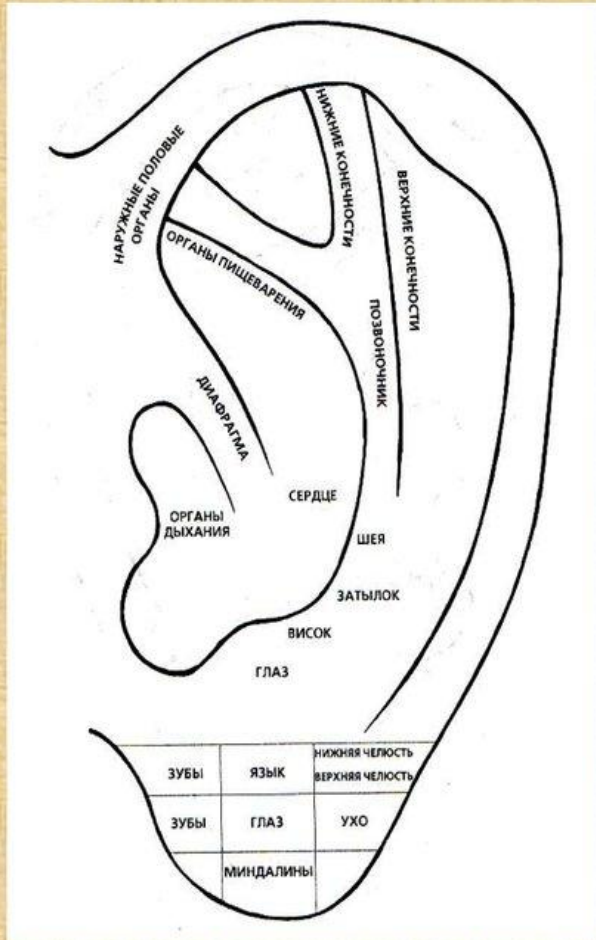 НАРУЖНЫЕ ПОЛОВЫЕ
ОРГАНЫ
НИЖНИЕ КОНЕЧНОСТИ
ВЕРХНИЕ КОНЕЧНОСТИ
ОРГАНЫ ПИЩЕВАРЕНИЯ
ПОЗВОНОЧНИК
ДИАФРАГМА
СЕРДЦЕ
ОРГАНЫ
ДЫХАНИЯ
ШЕЯ
ЗАТЫЛОК
ВИСОК
ГЛАЗ
НИЖНЯЯ ЧЕЛЮСТЬ
ЗУБЫ ЯЗЫК ВЕРХНЯЯ ЧЕЛЮСТЬ
ЗУБЫ ГЛАЗ УХО
МИНДАЛИНЫ